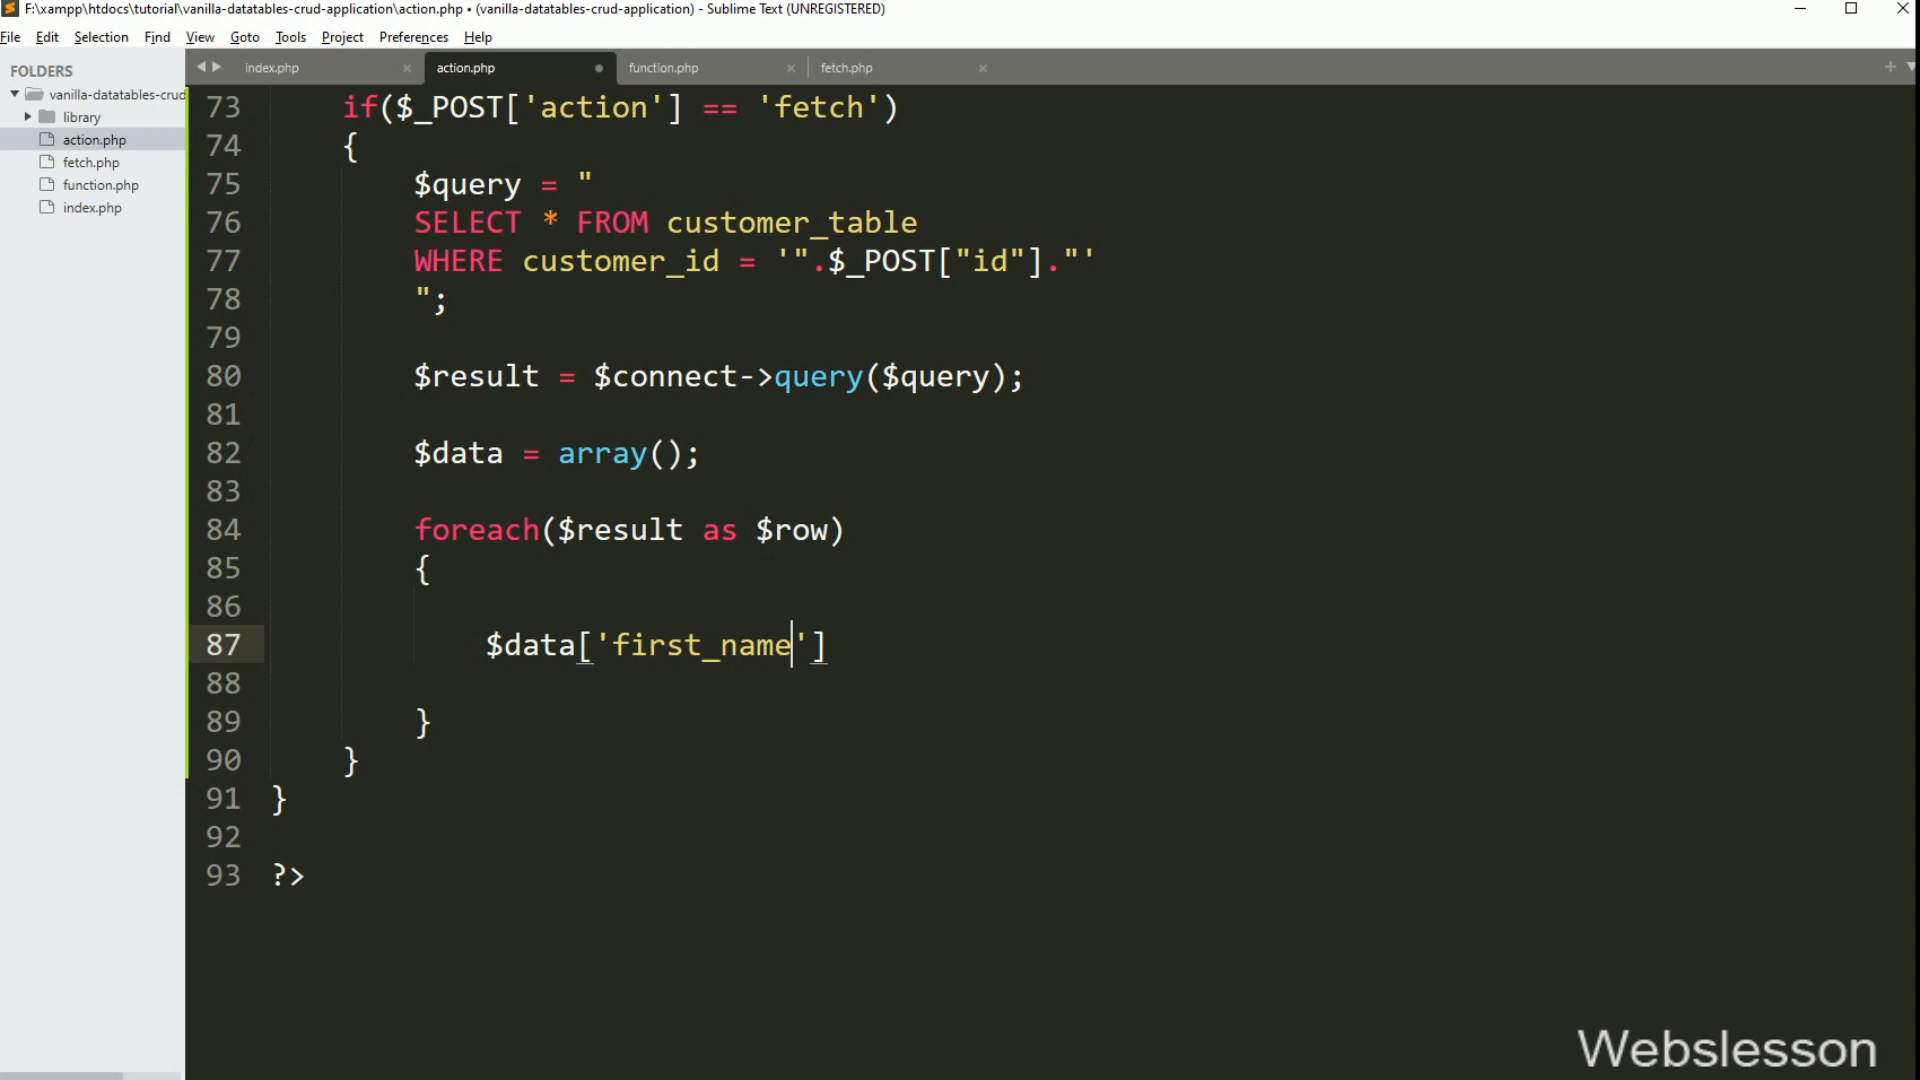 F:\xampp\htdocs\tutorial\vanilla-datatables-crud-application\action.php • (vanilla-datatables-crud-application) - Sublime Text (UNREGISTERED)
File Edit Selection Find View Goto Tools Project Preferences Help
FOLDERS
vanilla-datatables-crud
library
action.php
fetch.php
function.php
index.php
index.php × action.php • function.php × fetch.php ×
73 if($_POST['action'] == 'fetch')
74 {
75 $query = "
76 SELECT * FROM customer_table
77 WHERE customer_id = '".$_POST["id"]."'
78 ";
79
80 $result = $connect->query($query);
81
82 $data = array();
83
84 foreach($result as $row)
85 {
86
87 $data['first_name']
88
89 }
90 }
91 }
92
93 ?>
Webslesson